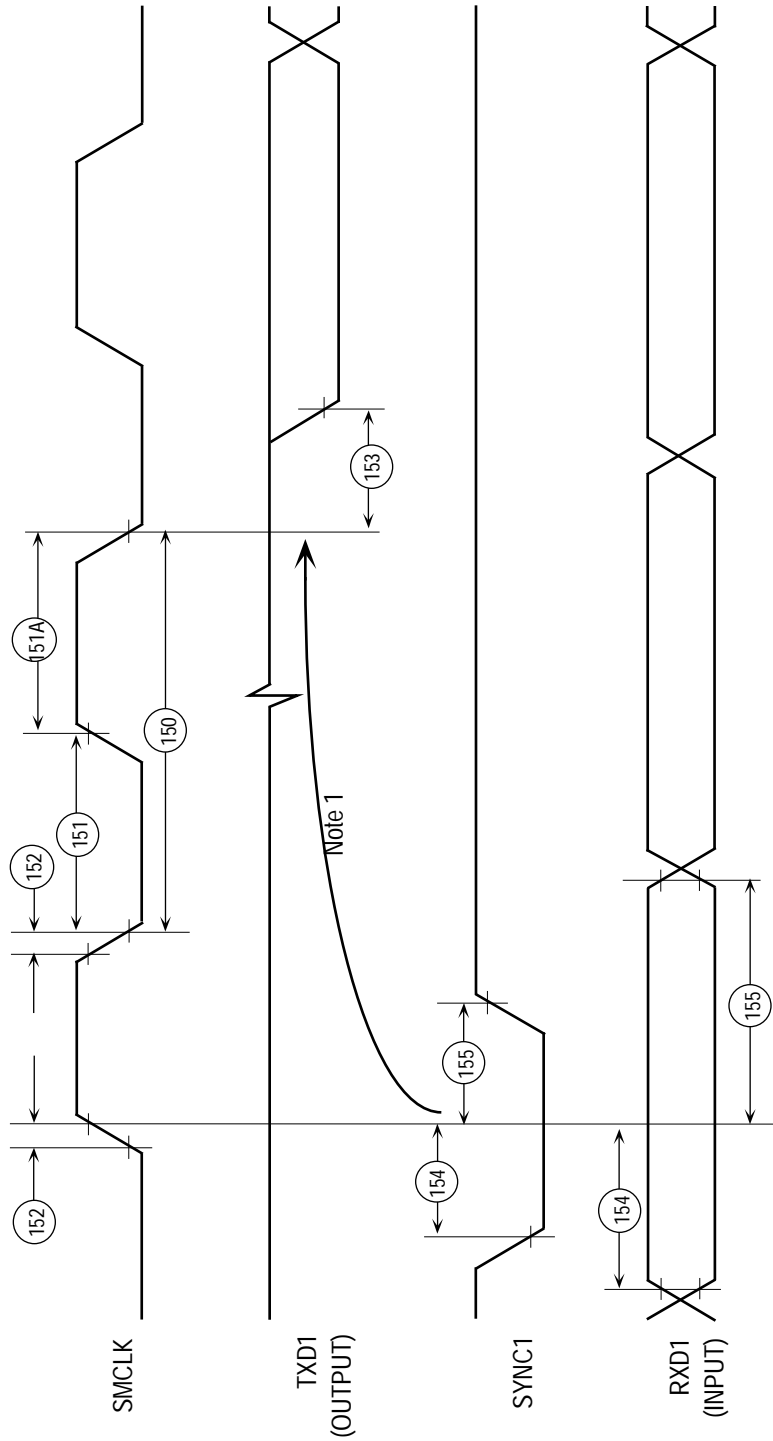 SMCLK
152
152
151
150
151A
TXD1
(OUTPUT)
Note 1
153
SYNC1
154
155
RXD1
(INPUT)
154
155